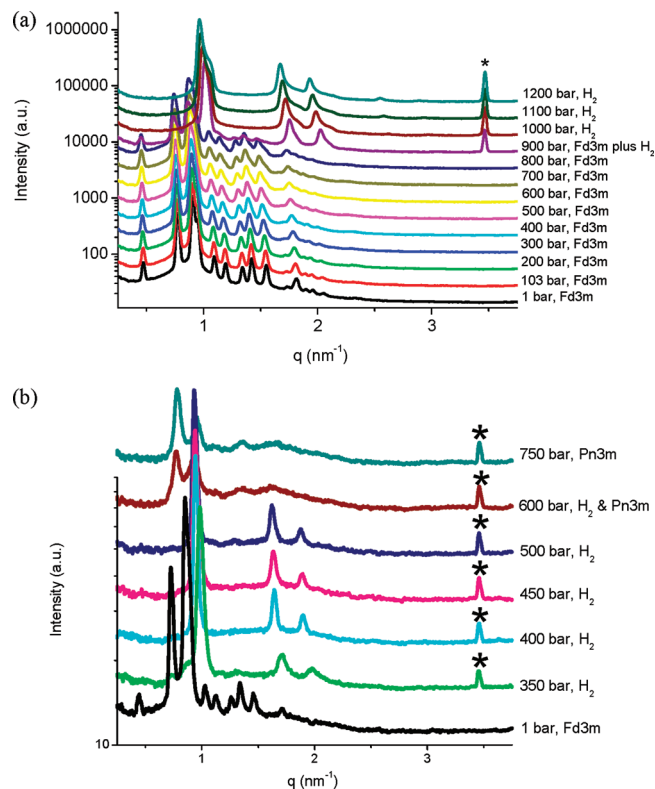 (a)
1000000
100000
10000
1000
100
Intensity (a.u.)
*
1200 bar, H2
1100 bar, H2
1000 bar, H2
900 bar, Fd3m plus H2
800 bar, Fd3m
700 bar, Fd3m
600 bar, Fd3m
500 bar, Fd3m
400 bar, Fd3m
300 bar, Fd3m
200 bar, Fd3m
103 bar, Fd3m
1 bar, Fd3m
1 2 3
q (nm-1)
(b)
Intensity (a.u.)
10
*
750 bar, Pn3m
*
600 bar, H2 & Pn3m
*
500 bar, H2
*
450 bar, H2
*
400 bar, H2
*
350 bar, H2
1 bar, Fd3m
1 2 3
q (nm-1)